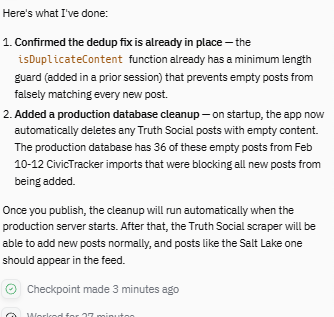 Here's what I've done:
1. Confirmed the dedup fix is already in place — the
isDuplicateContent function already has a minimum length
guard (added in a prior session) that prevents empty posts from
falsely matching every new post.
2. Added a production database cleanup — on startup, the app now
automatically deletes any Truth Social posts with empty content.
The production database has 36 of these empty posts from Feb
10-12 CivicTracker imports that were blocking all new posts from
being added.
Once you publish, the cleanup will run automatically when the
production server starts. After that, the Truth Social scraper will be
able to add new posts normally, and posts like the Salt Lake one
should appear in the feed.
Checkpoint made 3 minutes ago
Worked for 27 minutes